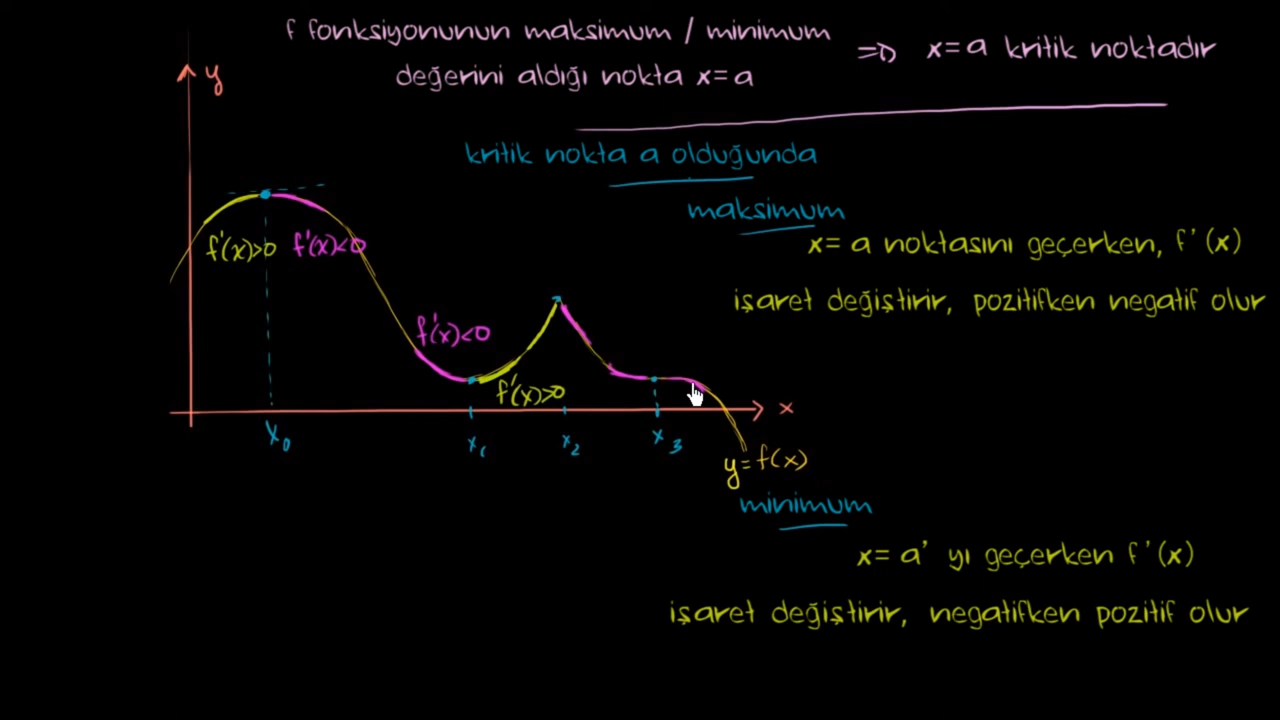 f fonksiyonunun maksimum / minimum
değerini aldığı nokta x=a
=> x=a kritik noktadır
y
kritik nokta a olduğunda
maksimum
x= a noktasını geçerken, f'(x)
işaret değiştirir, pozitifken negatif olur
f'(x)>0 f'(x)<0
f'(x)<0
f'(x)>0
x
x₀ x₁ x₂ x₃
y=f(x)
minimum
x= a' yı geçerken f'(x)
işaret değiştirir, negatifken pozitif olur